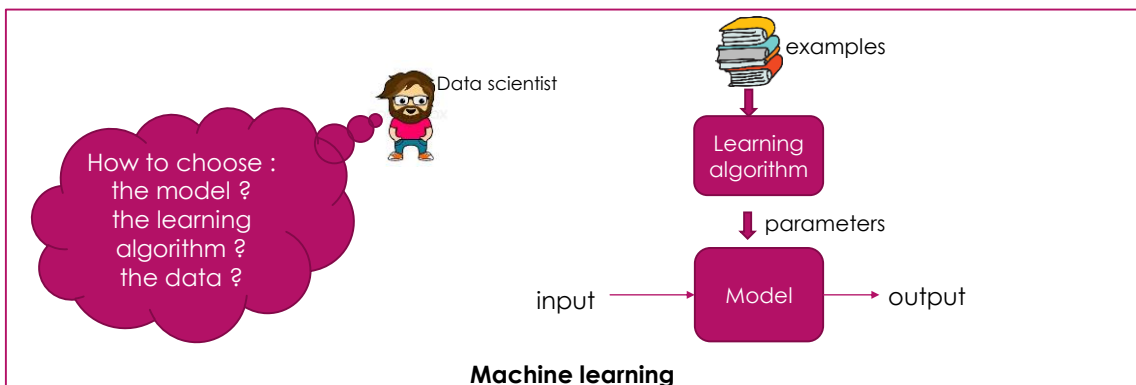 examples
Data scientist
Learning
algorithm
How to choose :
the model ?
the learning
algorithm ?
the data ?
parameters
input
Model
output
Machine learning